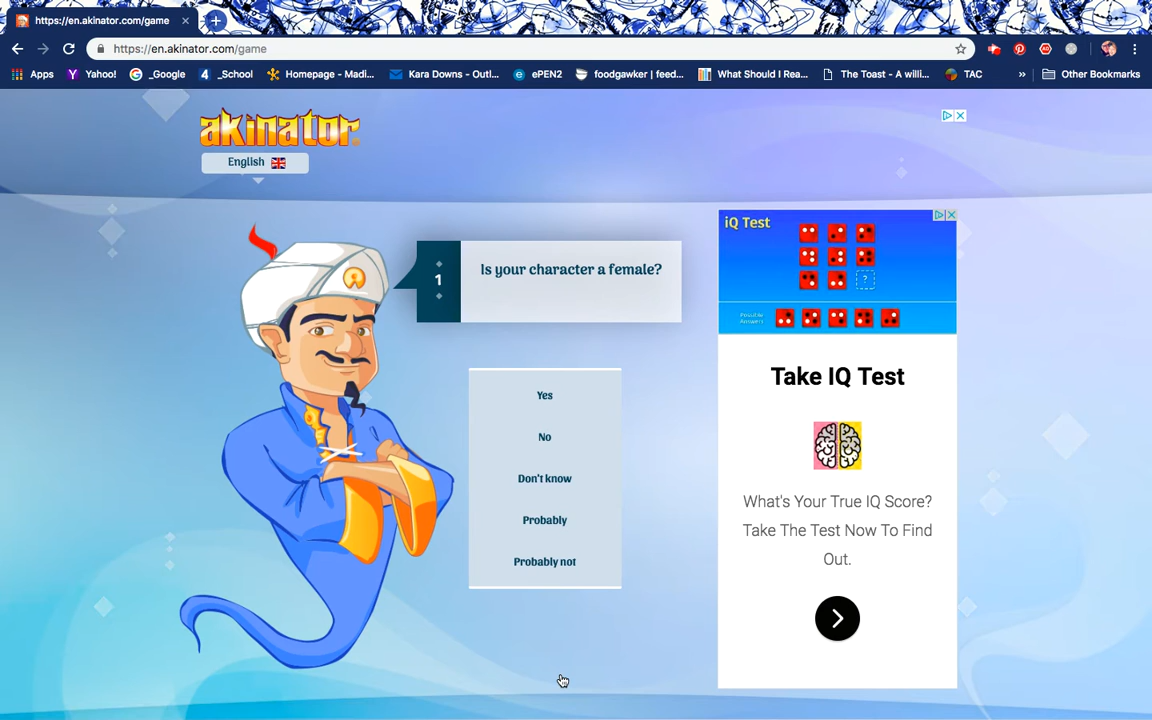 https://en.akinator.com/game
https://en.akinator.com/game
Apps
Yahoo!
_Google
_School
Homepage - Madi...
Kara Downs - Outl...
ePEN2
foodgawker | feed...
What Should I Rea...
The Toast - A willi...
TAC
»
Other Bookmarks
akinator
English
1
Is your character a female?
Yes
No
Don't know
Probably
Probably not
iQ Test
?
Possible
Answers
Take IQ Test
What's Your True IQ Score?
Take The Test Now To Find
Out.